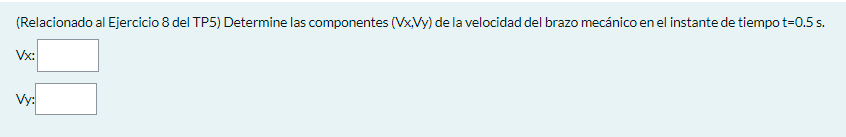 (Relacionado al Ejercicio 8 del TP5) Determine las componentes (Vx,Vy) de la velocidad del brazo mecánico en el instante de tiempo t=0.5 s.
Vx:
Vy: